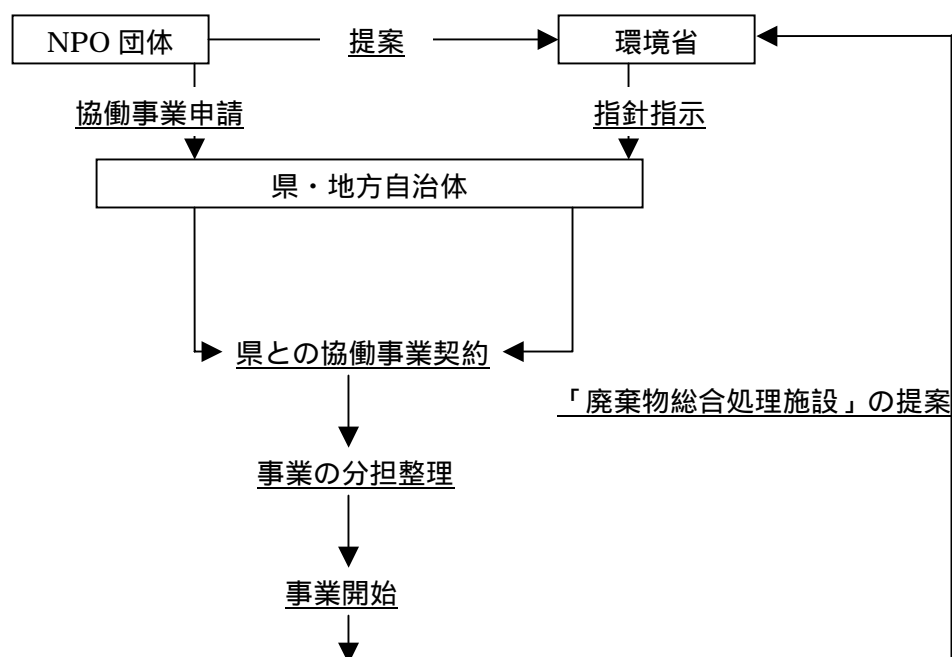 NPO 団体
提案
環境省
協働事業申請
指針指示
県・地方自治体
県との協働事業契約
「廃棄物総合処理施設」の提案
事業の分担整理
事業開始